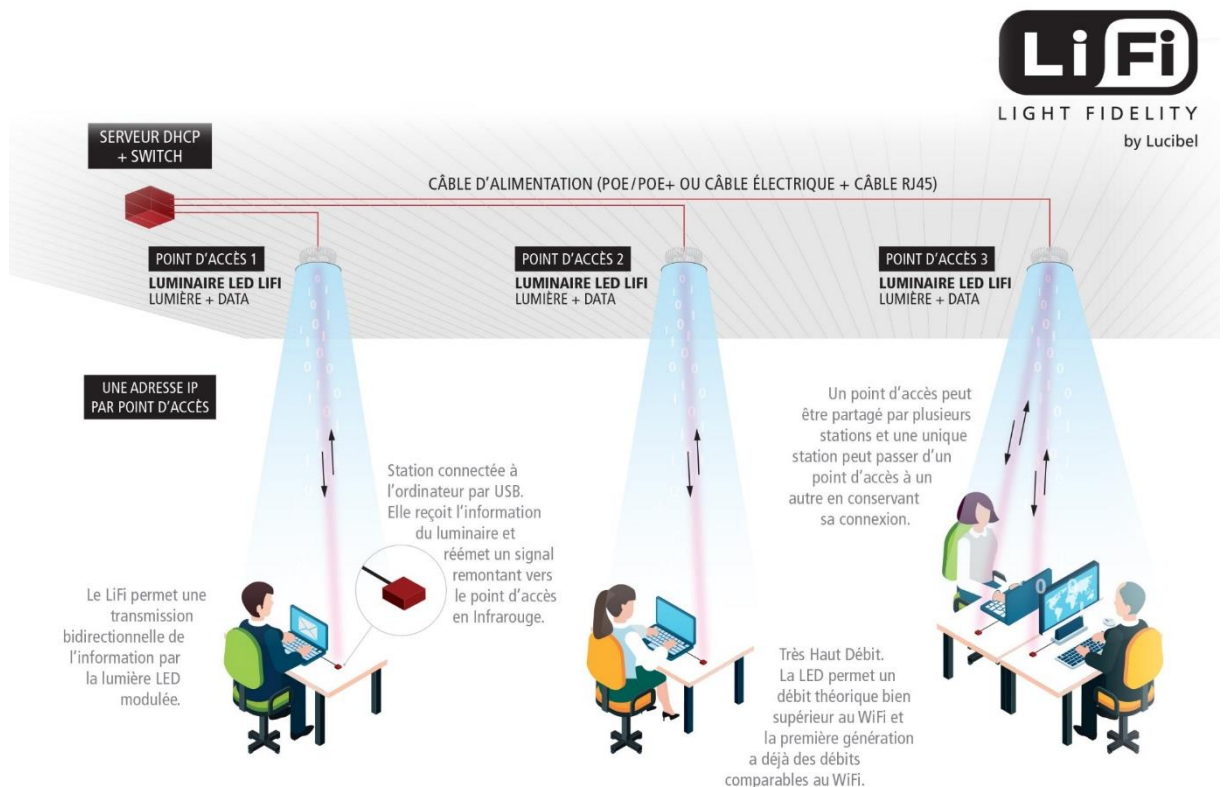 LiFi
LIGHT FIDELITY
by Lucibel
SERVEUR DHCP
+ SWITCH
CÂBLE D'ALIMENTATION (POE/POE+ OU CÂBLE ÉLECTRIQUE + CÂBLE RJ45)
POINT D'ACCÈS 1
LUMINAIRE LED LIFI
LUMIÈRE + DATA
POINT D'ACCÈS 2
LUMINAIRE LED LIFI
LUMIÈRE + DATA
POINT D'ACCÈS 3
LUMINAIRE LED LIFI
LUMIÈRE + DATA
UNE ADRESSE IP
PAR POINT D'ACCÈS
Un point d'accès peut
être partagé par plusieurs
stations et une unique
station peut passer d'un
point d'accès à un
autre en conservant
sa connexion.
Station connectée à
l'ordinateur par USB.
Elle reçoit l'information
du luminaire et
réémet un signal
remontant vers
le point d'accès
en Infrarouge.
Le LiFi permet une
transmission
bidirectionnelle de
l'information par
la lumière LED
modulée.
Très Haut Débit.
La LED permet un
débit théorique bien
supérieur au WiFi et
la première génération
a déjà des débits
comparables au WiFi.